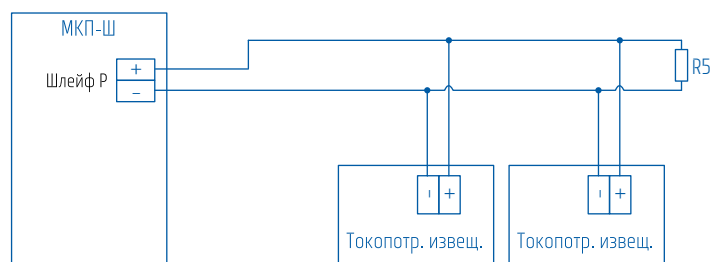 МКП-Ш
Шлейф Р
+
–
R5
- +
- +
Токопотр. извещ.
Токопотр. извещ.